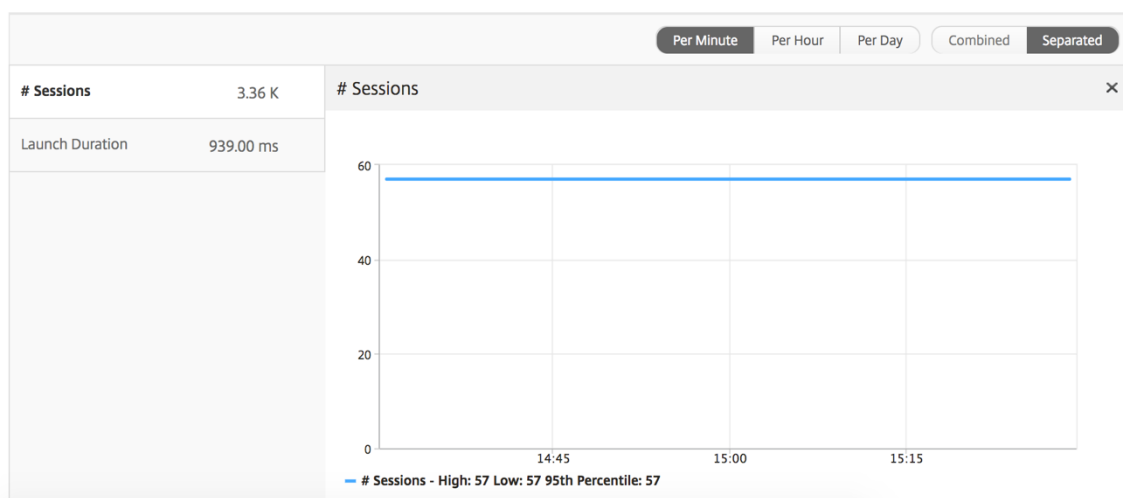 Per Minute Per Hour Per Day Combined Separated
# Sessions 3.36 K
Launch Duration 939.00 ms
# Sessions ×
60
40
20
0
14:45 15:00 15:15
# Sessions - High: 57 Low: 57 95th Percentile: 57